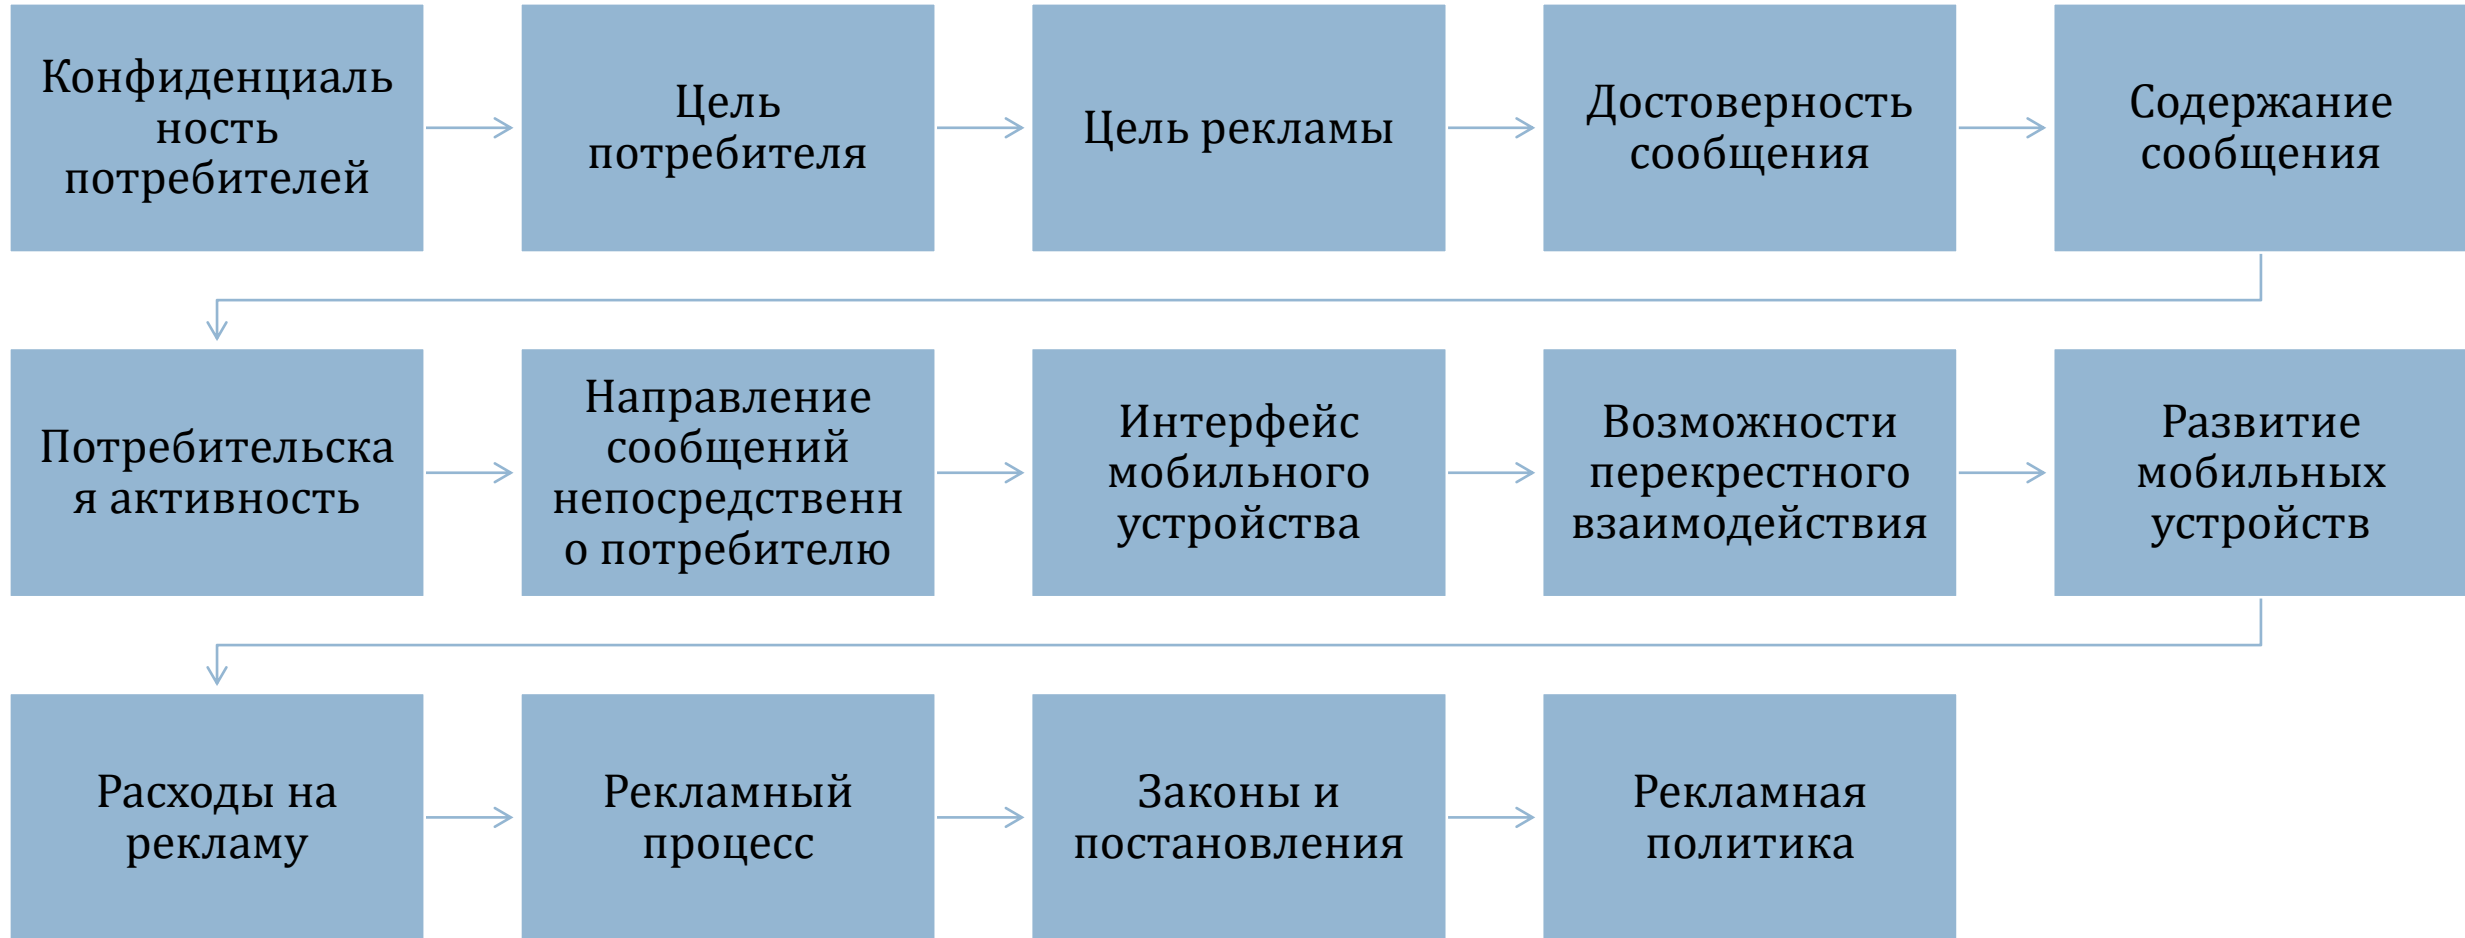 Конфиденциаль
ность
потребителей
Цель
потребителя
Цель рекламы
Достоверность
сообщения
Содержание
сообщения
Потребительска
я активность
Направление
сообщений
непосредственн
о потребителю
Интерфейс
мобильного
устройства
Возможности
перекрестного
взаимодействия
Развитие
мобильных
устройств
Расходы на
рекламу
Рекламный
процесс
Законы и
постановления
Рекламная
политика